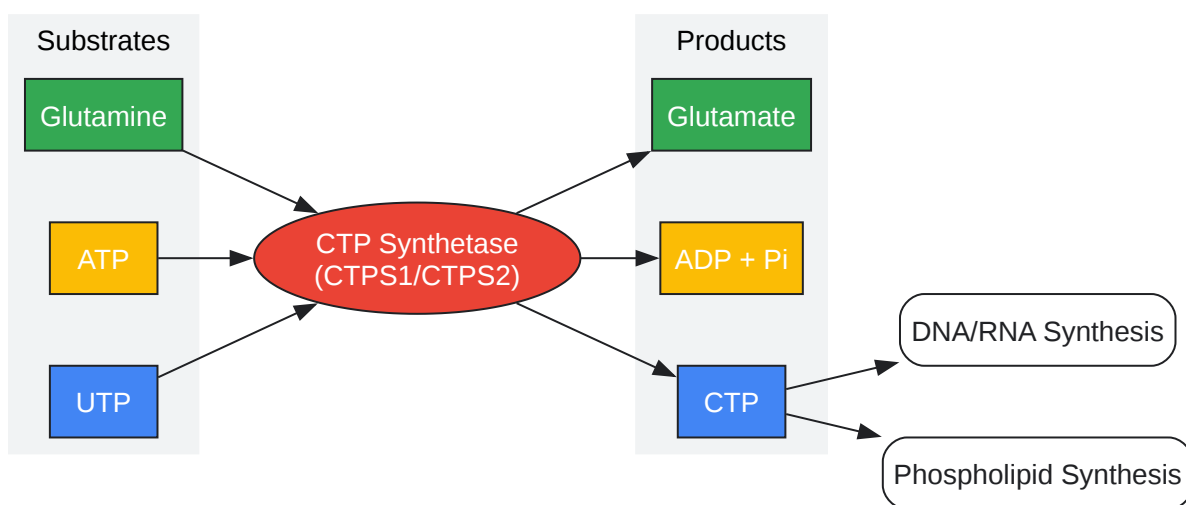 Substrates
Products
Glutamine
Glutamate
ATP
CTP Synthetase
(CTPS1/CTPS2)
ADP + Pi
DNA/RNA Synthesis
UTP
CTP
Phospholipid Synthesis